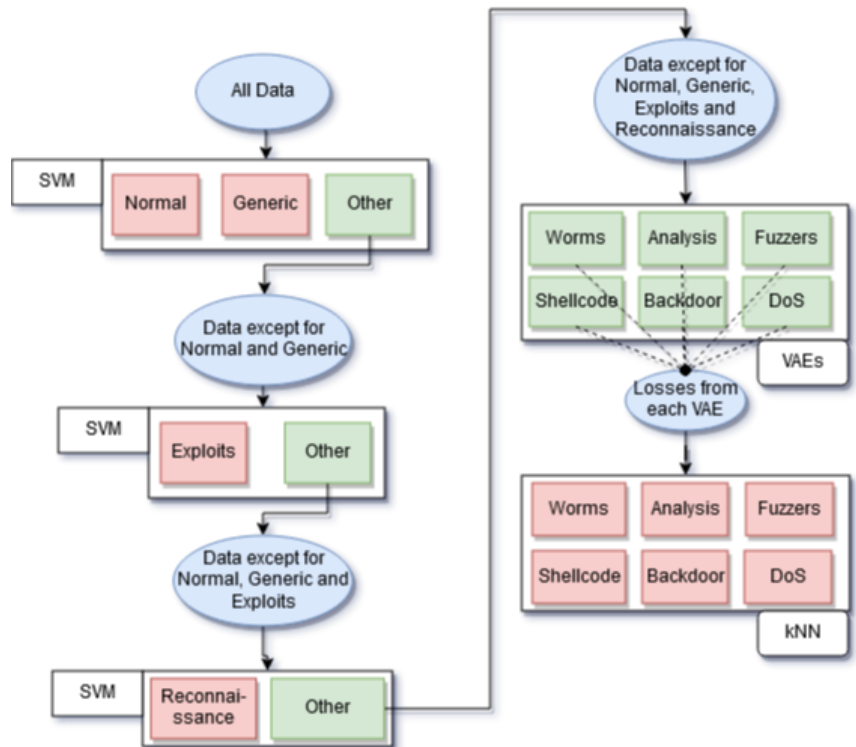 All Data
SVM
Normal
Generic
Other
Data except for
Normal and Generic
SVM
Exploits
Other
Data except for
Normal, Generic and
Exploits
SVM
Reconnai-
ssance
Other
Data except for
Normal, Generic,
Exploits and
Reconnaissance
Worms
Analysis
Fuzzers
Shellcode
Backdoor
DoS
VAEs
Losses from
each VAE
Worms
Analysis
Fuzzers
Shellcode
Backdoor
DoS
kNN